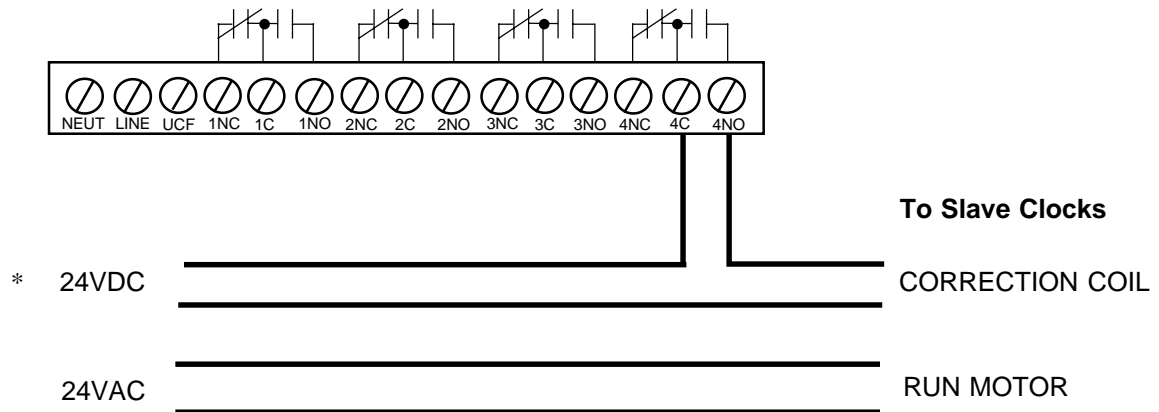 NEUT LINE UCF 1NC 1C 1NO 2NC 2C 2NO 3NC 3C 3NO 4NC 4C 4NO
To Slave Clocks
* 24VDC CORRECTION COIL
24VAC RUN MOTOR